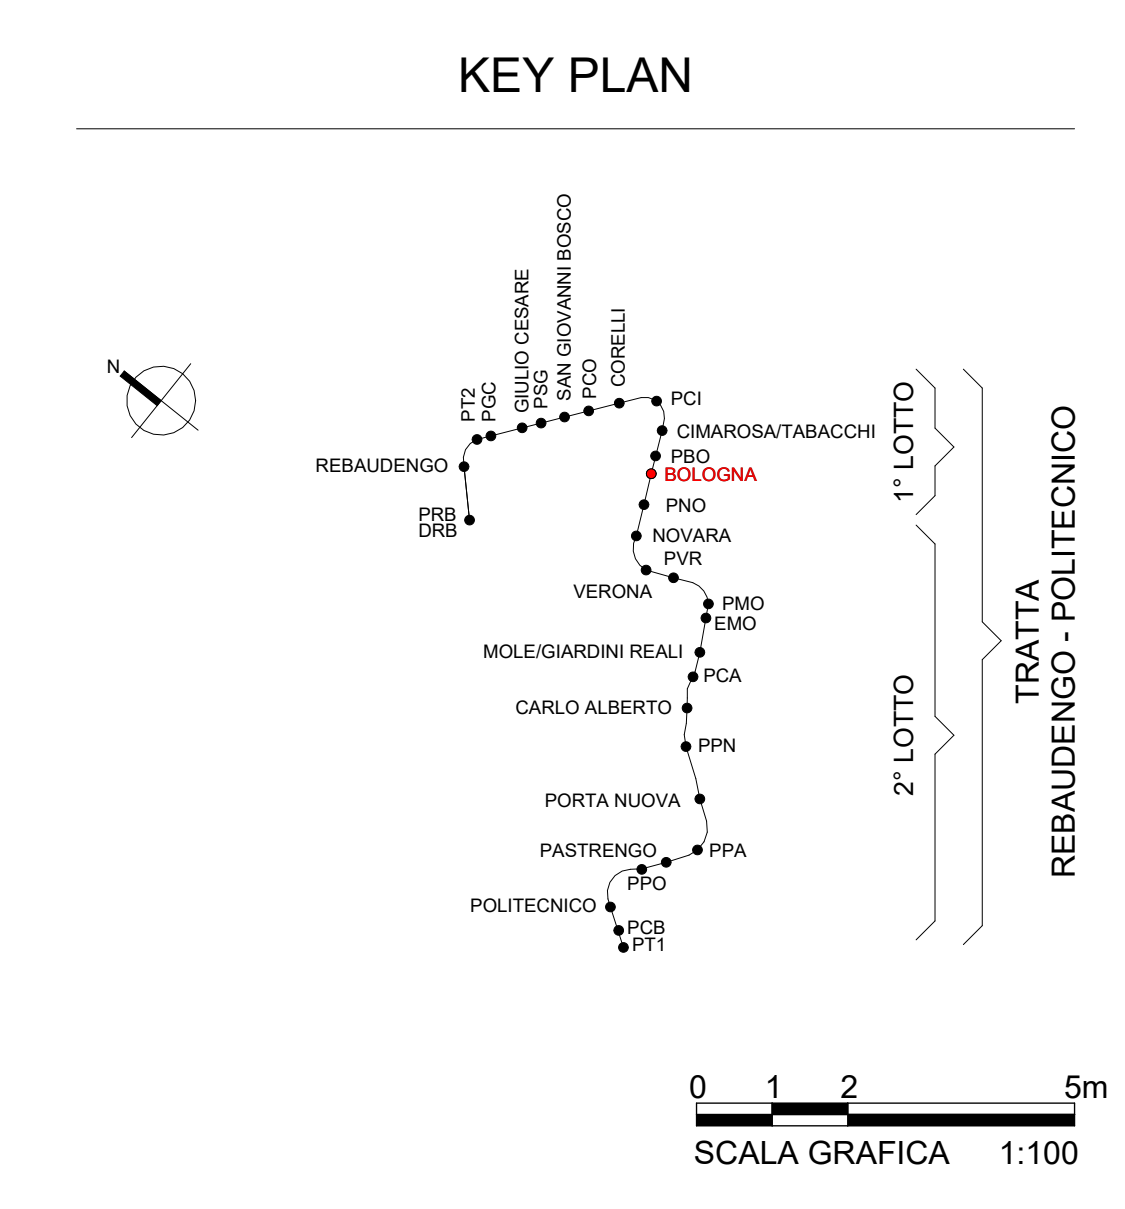 KEY PLAN
N
PT2
PGC
GIULIO CESARE
PSG
SAN GIOVANNI BOSCO
PCO
CORELLI
PCI
CIMAROSA/TABACCHI
REBAUDENGO
PBO
BOLOGNA
PRB
DRB
PNO
NOVARA
PVR
VERONA
PMO
EMO
MOLE/GIARDINI REALI
PCA
CARLO ALBERTO
PPN
PORTA NUOVA
PASTRENGO
PPA
PPO
POLITECNICO
PCB
PT1
1° LOTTO
2° LOTTO
TRATTA
REBAUDENGO - POLITECNICO
0 1 2 5m
SCALA GRAFICA 1:100